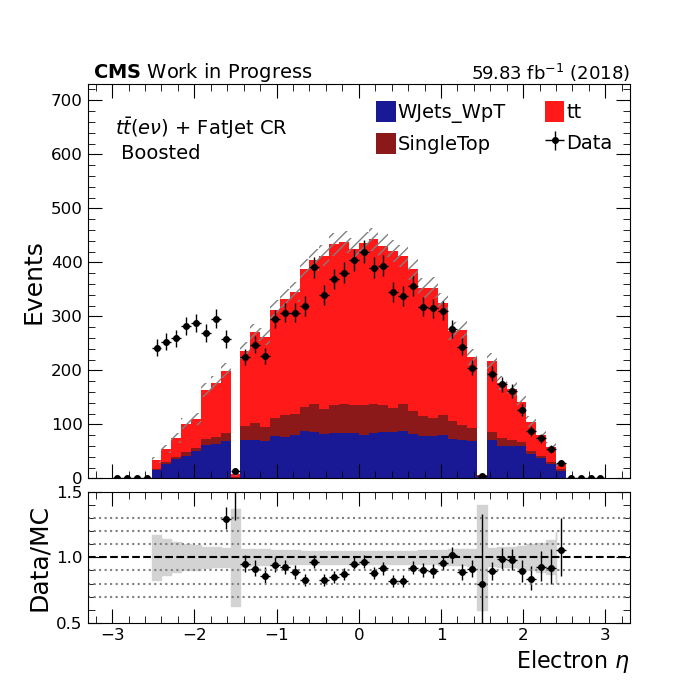 CMS Work in Progress 59.83 fb⁻¹ (2018)
700
600
500
400
300
200
100
0
Events
tt̄(eν) + FatJet CR
Boosted
WJets_WpT tt
SingleTop Data
1.5
1.0
0.5
Data/MC
−3 −2 −1 0 1 2 3
Electron η